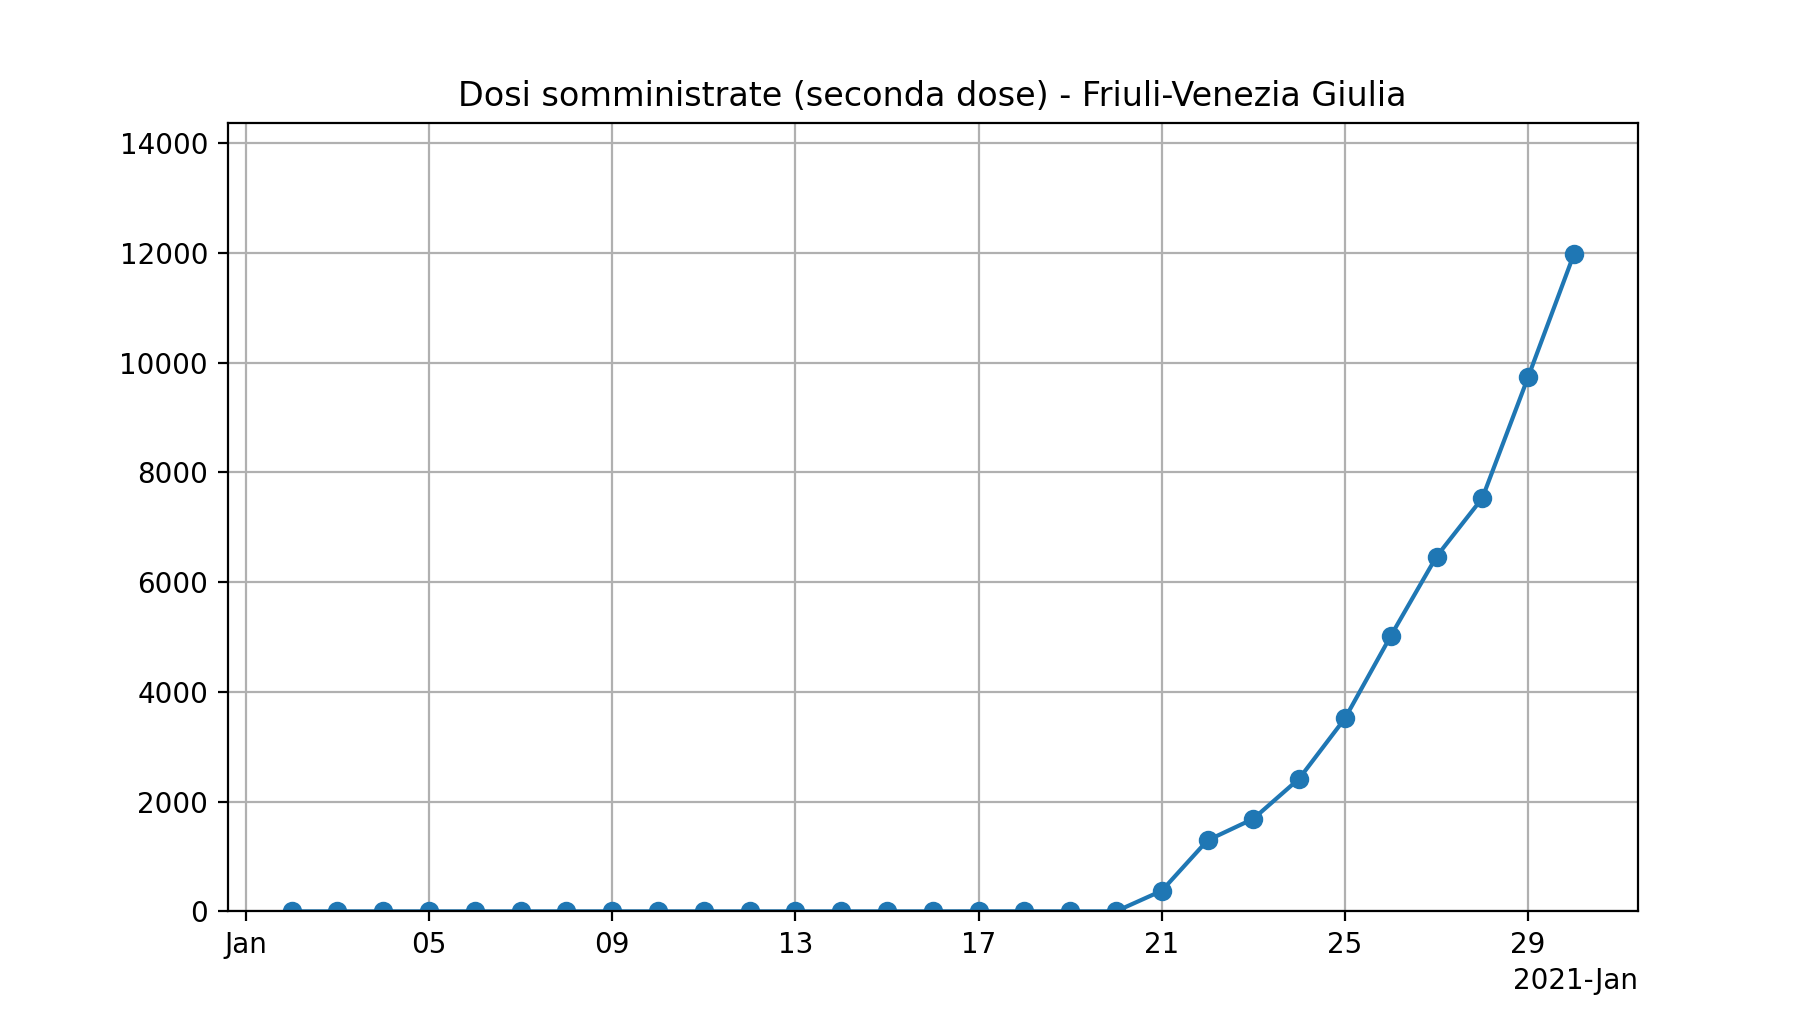 Dosi somministrate (seconda dose) - Friuli-Venezia Giulia
14000
12000
10000
8000
6000
4000
2000
0
Jan 05 09 13 17 21 25 29
2021-Jan